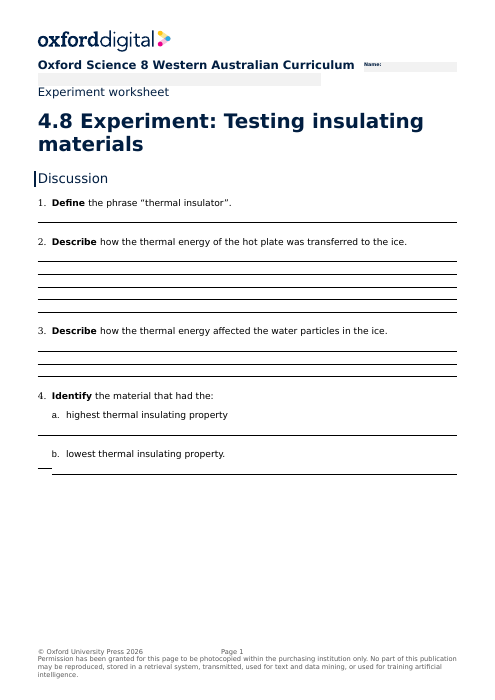 oxforddigital
Oxford Science 8 Western Australian Curriculum Name:
Experiment worksheet
4.8 Experiment: Testing insulating
materials
Discussion
1. Define the phrase “thermal insulator”.
2. Describe how the thermal energy of the hot plate was transferred to the ice.
3. Describe how the thermal energy affected the water particles in the ice.
4. Identify the material that had the:
a. highest thermal insulating property
b. lowest thermal insulating property.
© Oxford University Press 2026 Page 1
Permission has been granted for this page to be photocopied within the purchasing institution only. No part of this publication
may be reproduced, stored in a retrieval system, transmitted, used for text and data mining, or used for training artificial
intelligence.